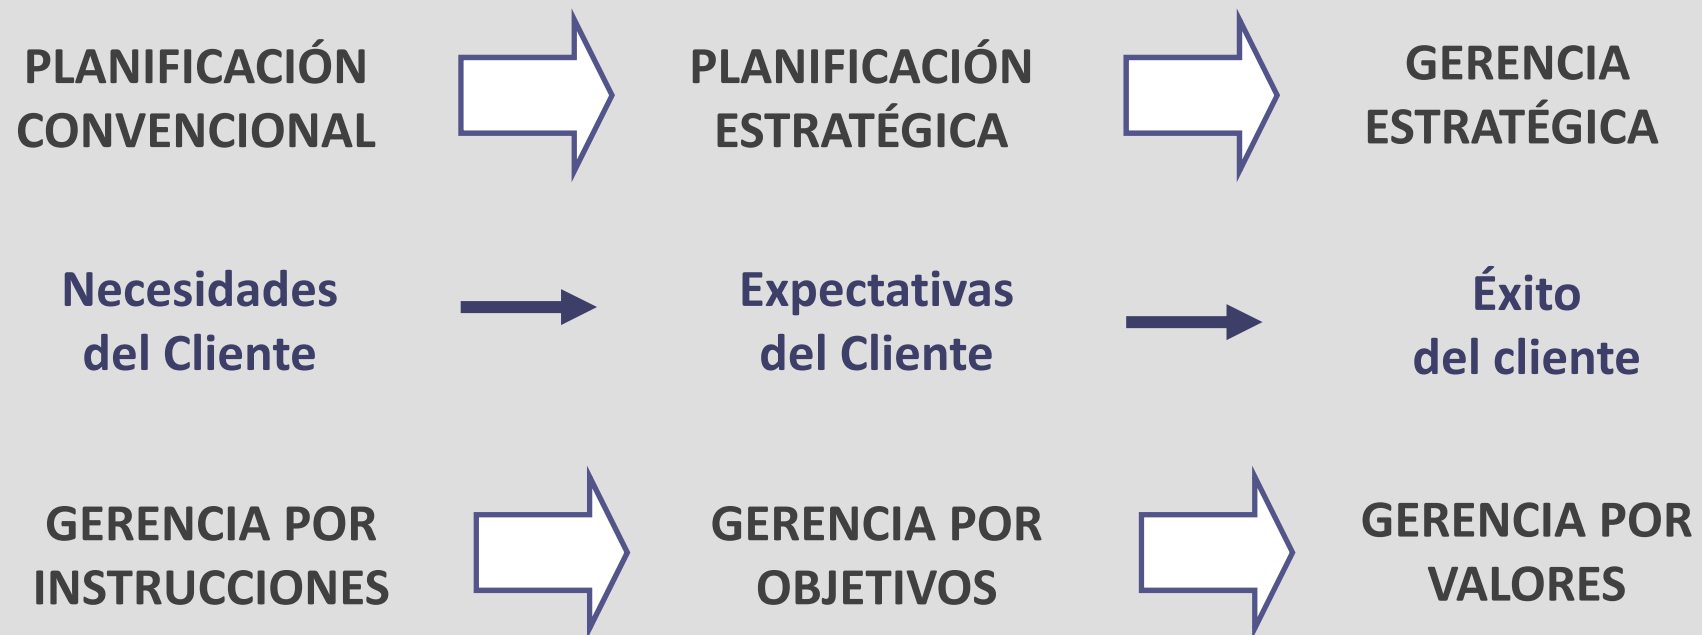 PLANIFICACIÓN
CONVENCIONAL
PLANIFICACIÓN
ESTRATÉGICA
GERENCIA
ESTRATÉGICA
Necesidades
del Cliente
Expectativas
del Cliente
Éxito
del cliente
GERENCIA POR
INSTRUCCIONES
GERENCIA POR
OBJETIVOS
GERENCIA POR
VALORES